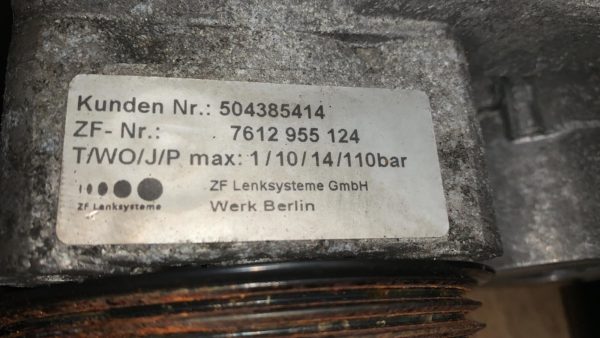 Kunden Nr.: 504385414
ZF- Nr.: 7612 955 124
T/WO/J/P max: 1/10/14/110bar
ZF Lenksysteme GmbH
ZF Lenksysteme
Werk Berlin